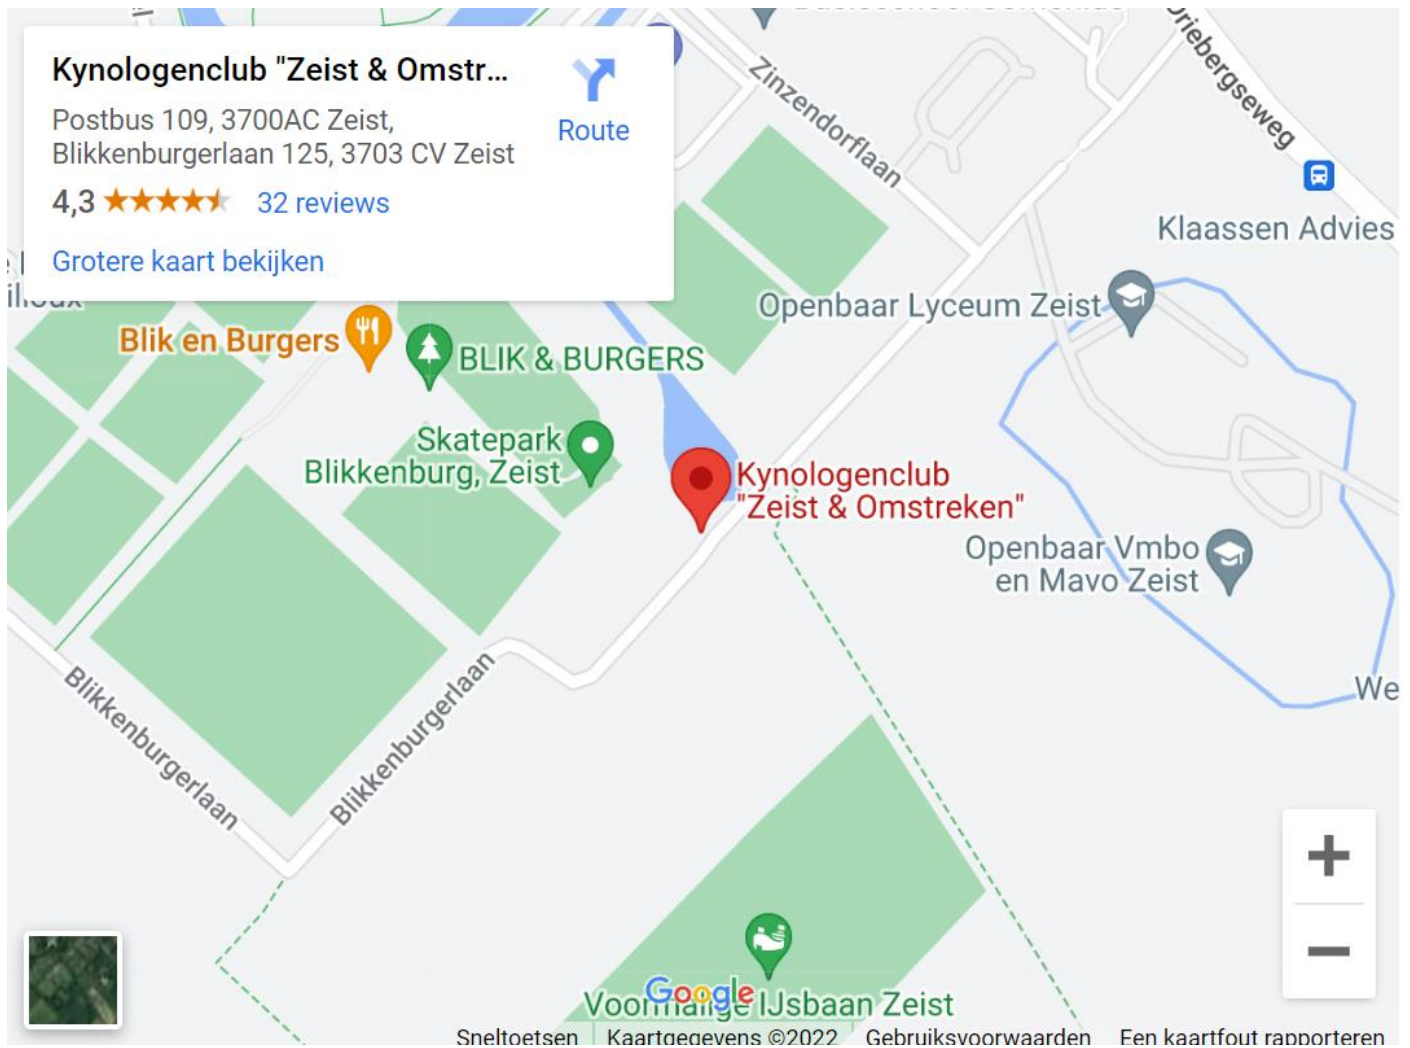 Kynologenclub "Zeist & Omstr...
Postbus 109, 3700AC Zeist,
Blikkenburgerlaan 125, 3703 CV Zeist
4,3
32 reviews
Grotere kaart bekijken
Route
Zinzendorflaan
Driebergseweg
Klaassen Advies
Openbaar Lyceum Zeist
Blik en Burgers
BLIK & BURGERS
Skatepark
Blikkenburg, Zeist
Kynologenclub
"Zeist & Omstreken"
Openbaar Vmbo
en Mavo Zeist
We
Blikkenburgerlaan
Blikkenburgerlaan
Google
Voormalige IJsbaan Zeist
Sneltoetsen
Kaartgegevens ©2022
Gebruiksvoorwaarden
Een kaartfout rapporteren